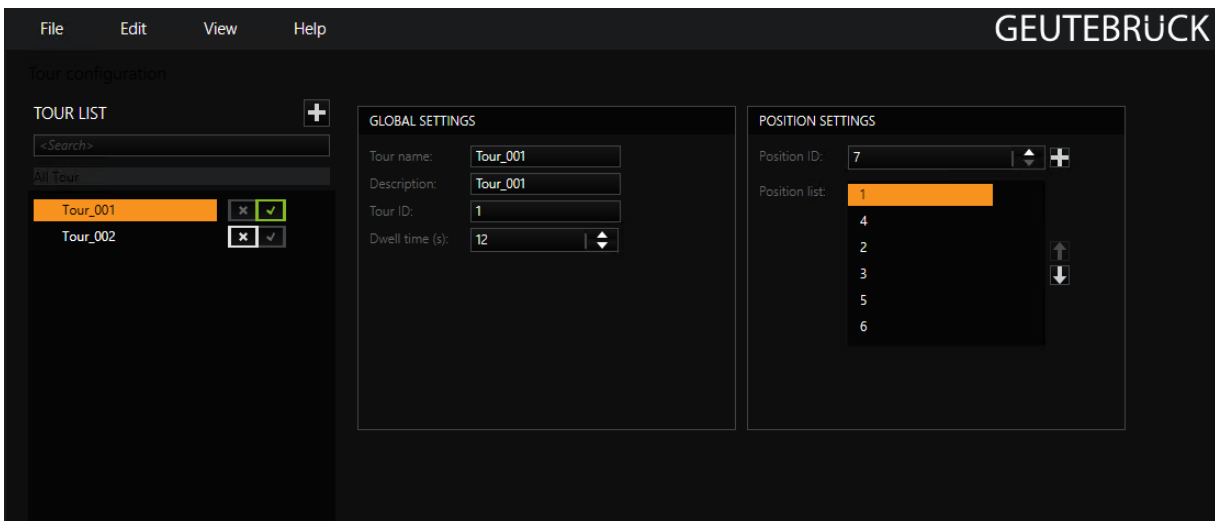 File Edit View Help
GEUTEBRÜCK
Tour configuration
TOUR LIST
<Search>
All Tour
Tour_001
Tour_002
GLOBAL SETTINGS
Tour name: Tour_001
Description: Tour_001
Tour ID: 1
Dwell time (s): 12
POSITION SETTINGS
Position ID: 7
Position list:
1
4
2
3
5
6